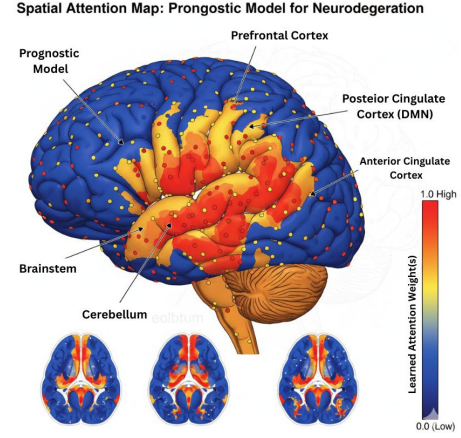 Spatial Attention Map: Prongostic Model for Neurodegeration
Prefrontal Cortex
Prognostic
Model
Posteior Cingulate
Cortex (DMN)
Anterior Cingulate
Cortex
1.0 High
Learned Attention Weight(s)
Brainstem
Cerebellum
0.0 (Low)